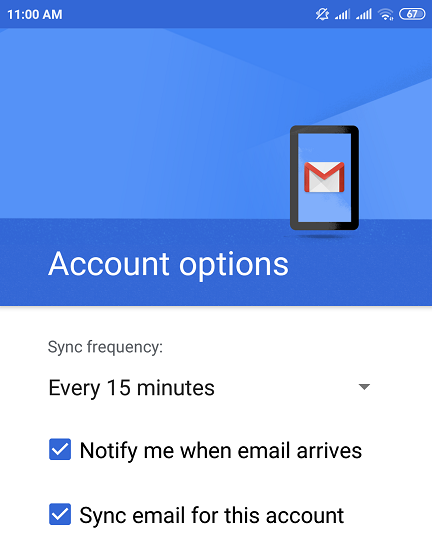 11:00 AM
67
Account options
Sync frequency:
Every 15 minutes
Notify me when email arrives
Sync email for this account